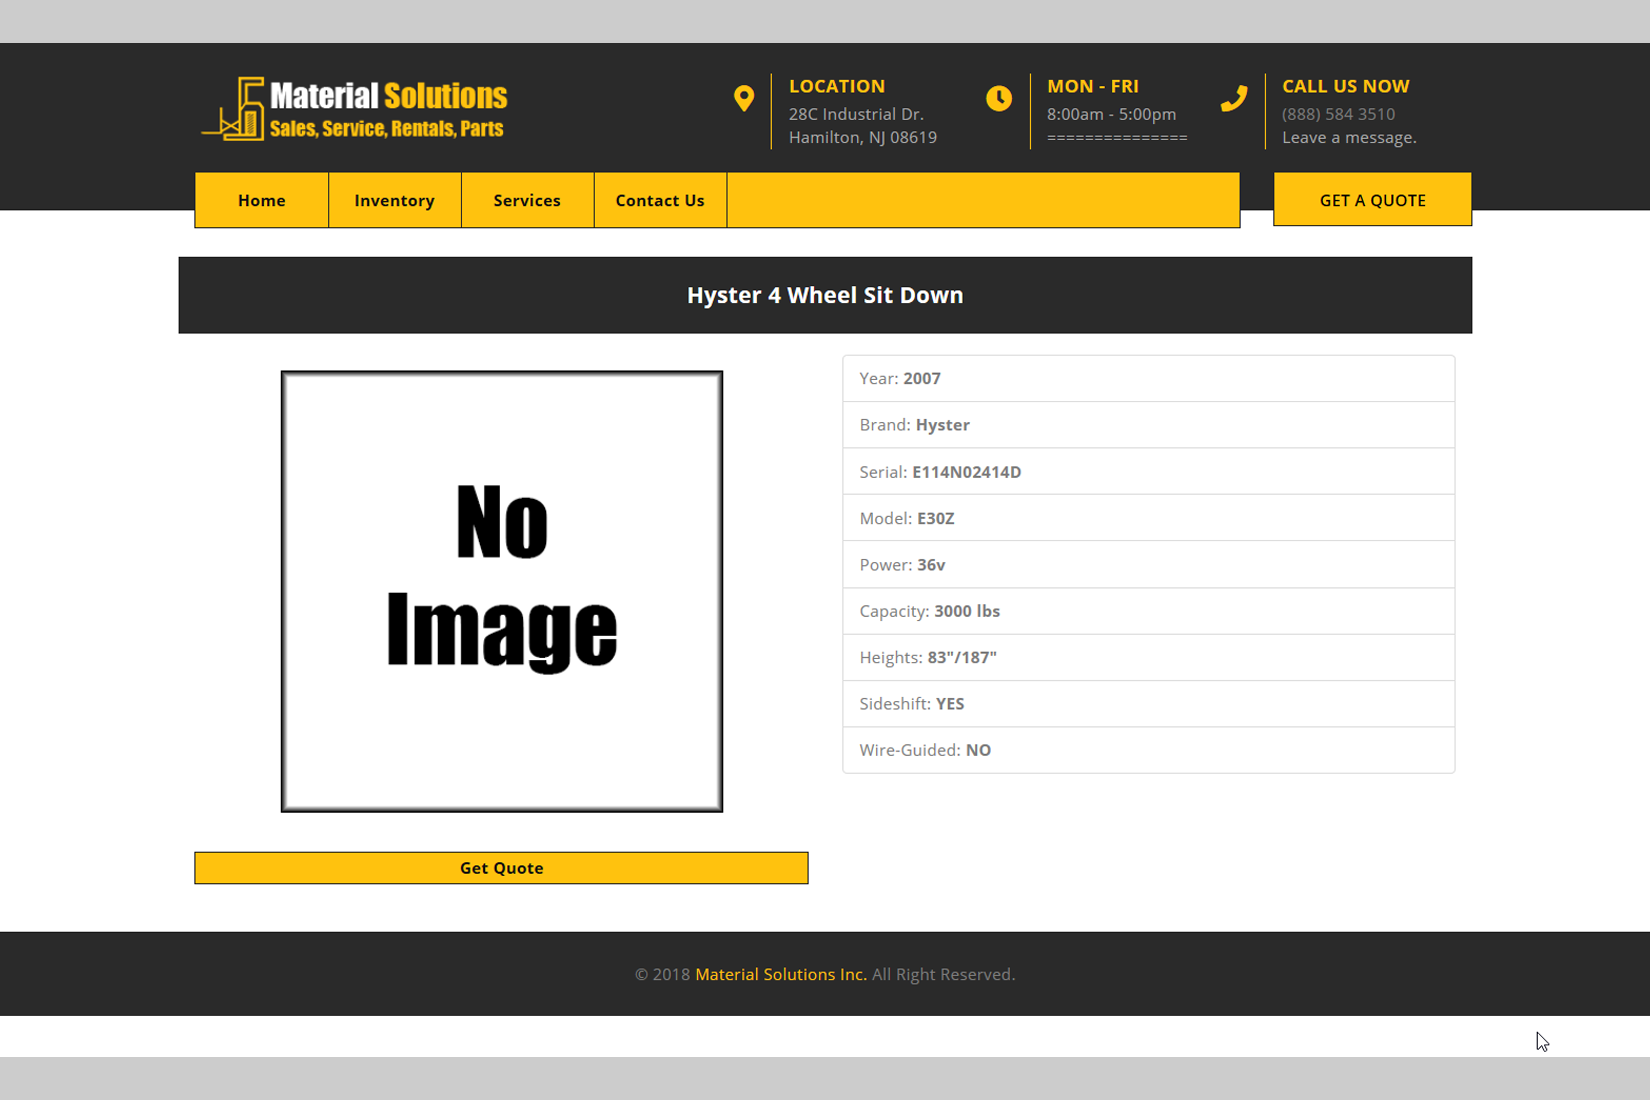 Material Solutions
Sales, Service, Rentals, Parts
LOCATION
28C Industrial Dr.
Hamilton, NJ 08619
MON - FRI
8:00am - 5:00pm
===============
CALL US NOW
(888) 584 3510
Leave a message.
Home
Inventory
Services
Contact Us
GET A QUOTE
Hyster 4 Wheel Sit Down
No
Image
Get Quote
Year: 2007
Brand: Hyster
Serial: E114N02414D
Model: E30Z
Power: 36v
Capacity: 3000 lbs
Heights: 83"/187"
Sideshift: YES
Wire-Guided: NO
© 2018 Material Solutions Inc. All Right Reserved.